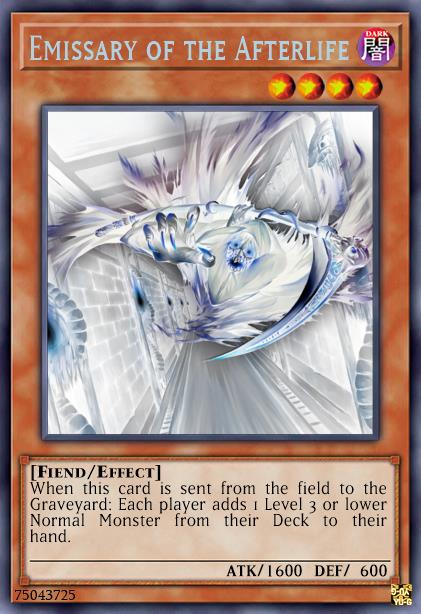 EMISSARY OF THE AFTERLIFE
DARK
闇
[FIEND/EFFECT]
When this card is sent from the field to the
Graveyard: Each player adds 1 Level 3 or lower
Normal Monster from their Deck to their
hand.
ATK/1600 DEF/ 600
75043725